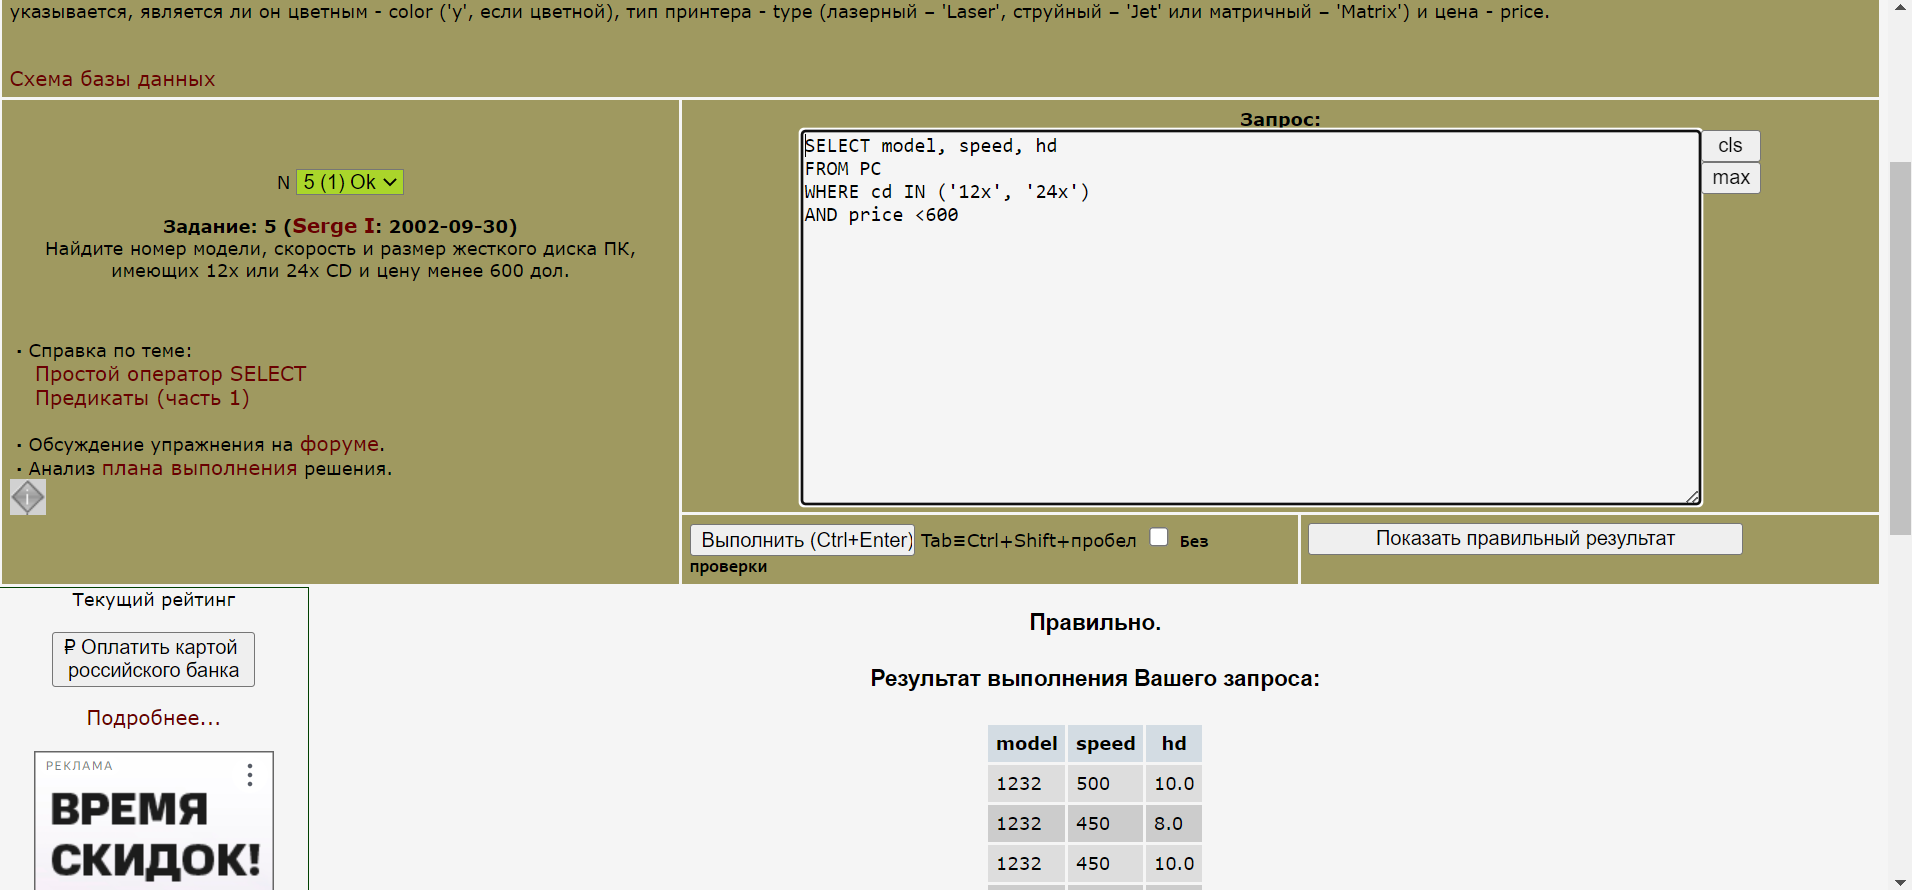 указывается, является ли он цветным - color ('y', если цветной), тип принтера - type (лазерный – 'Laser', струйный – 'Jet' или матричный – 'Matrix') и цена - price.
Схема базы данных
N 5 (1) Ok
Задание: 5 (Serge I: 2002-09-30)
Найдите номер модели, скорость и размер жесткого диска ПК,
имеющих 12x или 24x CD и цену менее 600 дол.
· Справка по теме:
Простой оператор SELECT
Предикаты (часть 1)
· Обсуждение упражнения на форуме.
· Анализ плана выполнения решения.
Запрос:
SELECT model, speed, hd
FROM PC
WHERE cd IN ('12x', '24x')
AND price <600
cls
max
Выполнить (Ctrl+Enter) Tab≡Ctrl+Shift+пробел Без
проверки
Показать правильный результат
Текущий рейтинг
₽ Оплатить картой
российского банка
Подробнее...
РЕКЛАМА
ВРЕМЯ
СКИДОК!
Правильно.
Результат выполнения Вашего запроса:
model speed hd
1232 500 10.0
1232 450 8.0
1232 450 10.0